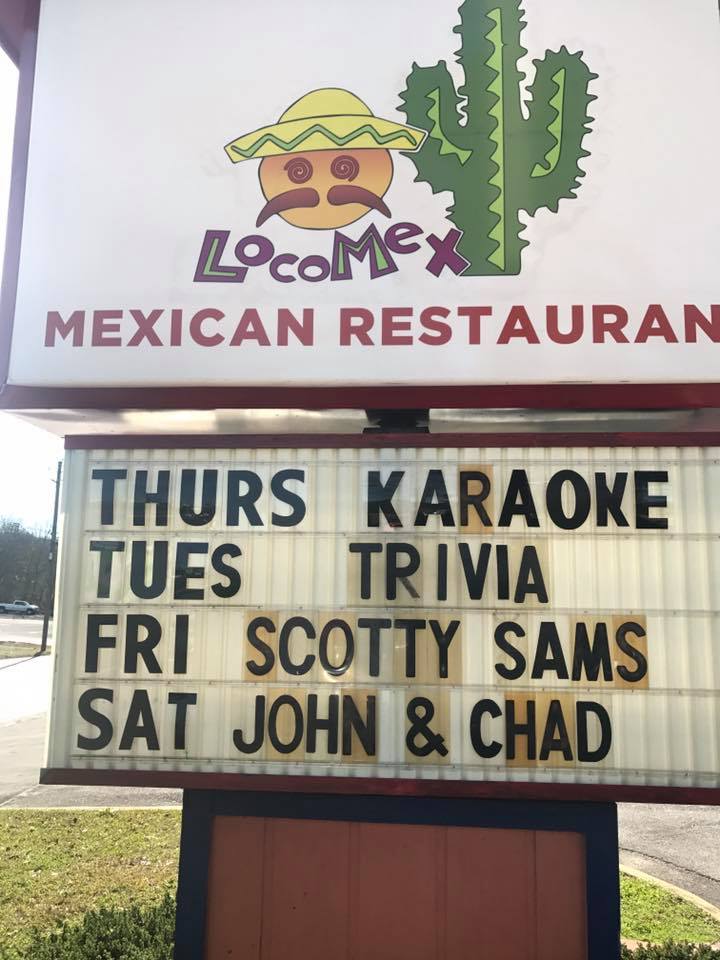 LocoMex
MEXICAN RESTAURAN
THURS KARAOKE
TUES TRIVIA
FRI SCOTTY SAMS
SAT JOHN & CHAD